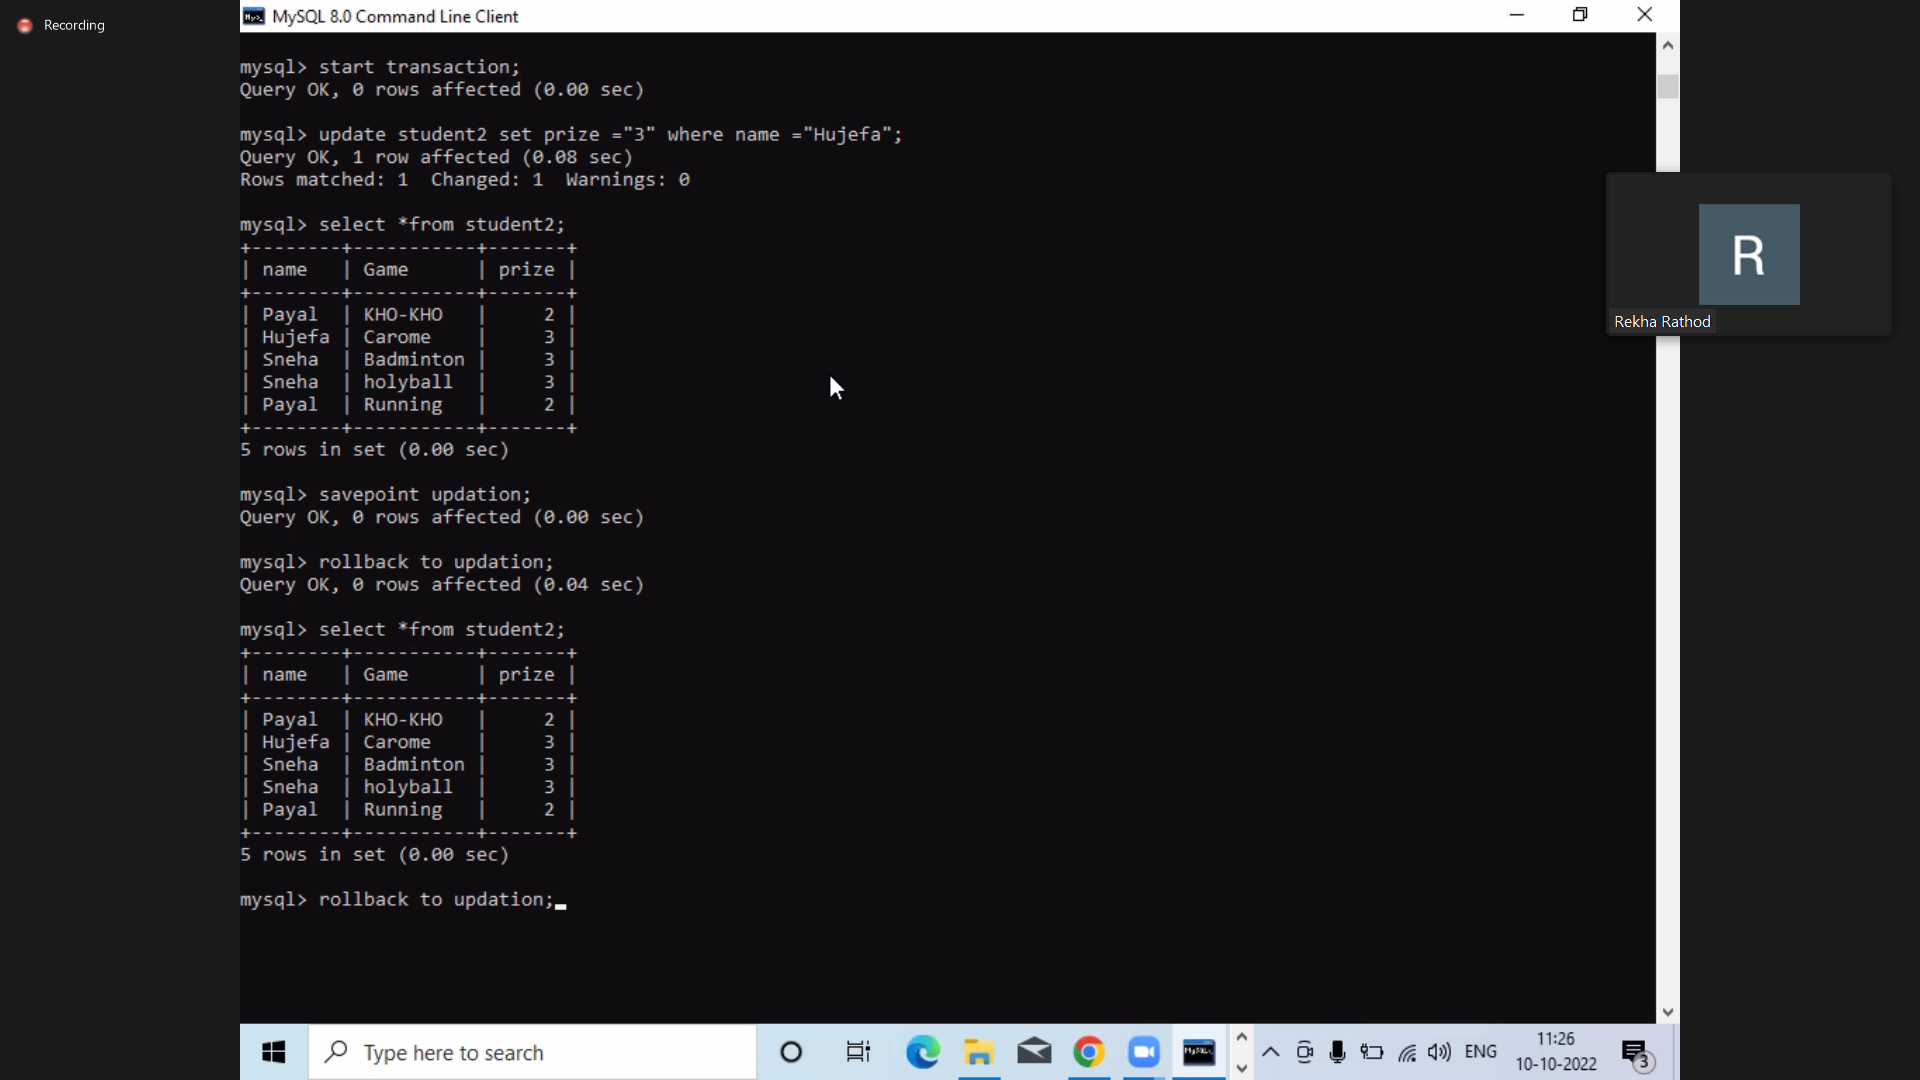 Recording
MySQL 8.0 Command Line Client
mysql> start transaction;
Query OK, 0 rows affected (0.00 sec)
mysql> update student2 set prize ="3" where name ="Hujefa";
Query OK, 1 row affected (0.08 sec)
Rows matched: 1  Changed: 1  Warnings: 0
mysql> select *from student2;
+--------+-----------+-------+
| name   | Game      | prize |
+--------+-----------+-------+
| Payal  | KHO-KHO   |     2 |
| Hujefa | Carome    |     3 |
| Sneha  | Badminton |     3 |
| Sneha  | holyball  |     3 |
| Payal  | Running   |     2 |
+--------+-----------+-------+
5 rows in set (0.00 sec)
mysql> savepoint updation;
Query OK, 0 rows affected (0.00 sec)
mysql> rollback to updation;
Query OK, 0 rows affected (0.04 sec)
mysql> select *from student2;
+--------+-----------+-------+
| name   | Game      | prize |
+--------+-----------+-------+
| Payal  | KHO-KHO   |     2 |
| Hujefa | Carome    |     3 |
| Sneha  | Badminton |     3 |
| Sneha  | holyball  |     3 |
| Payal  | Running   |     2 |
+--------+-----------+-------+
5 rows in set (0.00 sec)
mysql> rollback to updation;
R
Rekha Rathod
Type here to search
ENG
11:26
10-10-2022
3